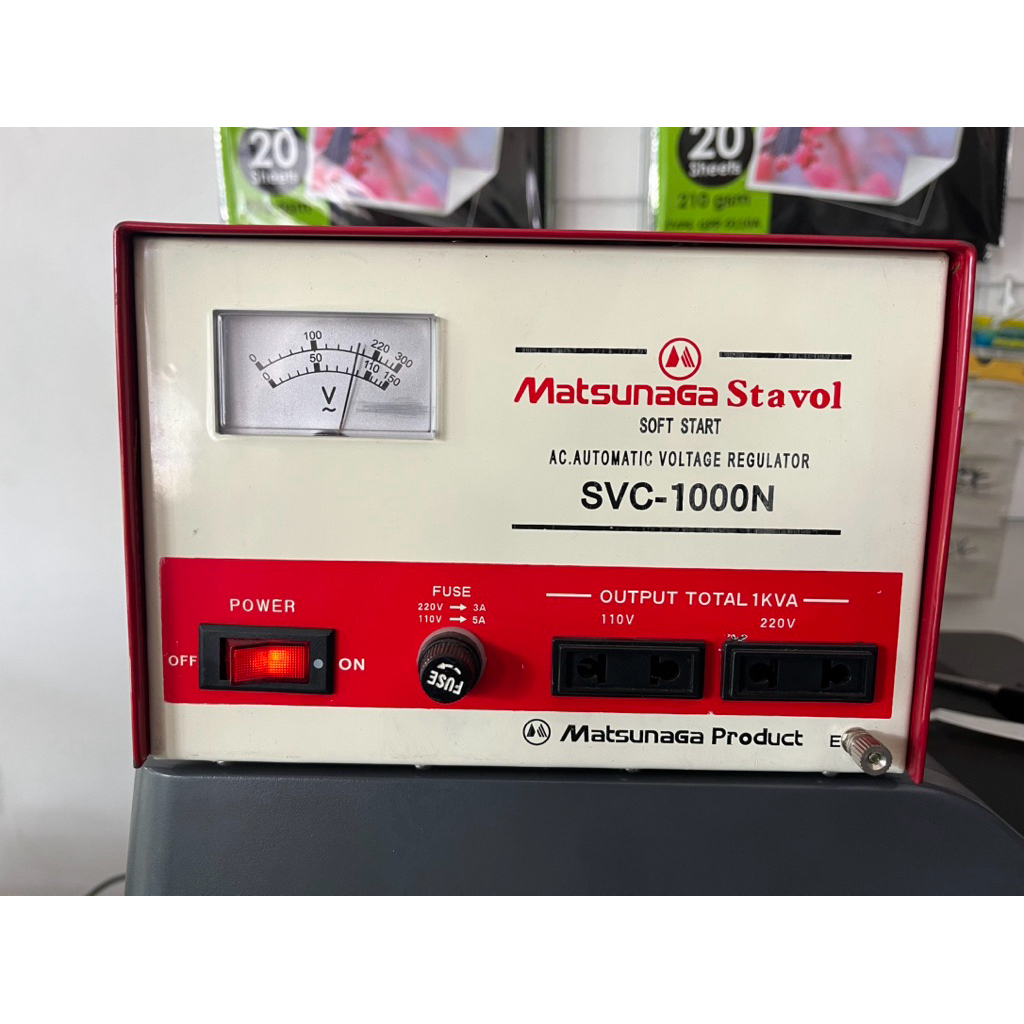 20
Sheets
20
Sheets
210 gsm
0 100 220 300
0 50 110 150
V
~
Matsunaga Stavol
SOFT START
AC.AUTOMATIC VOLTAGE REGULATOR
SVC-1000N
POWER
OFF
ON
FUSE
220V → 3A
110V → 5A
FUSE
OUTPUT TOTAL 1KVA
110V
220V
Matsunaga Product
E